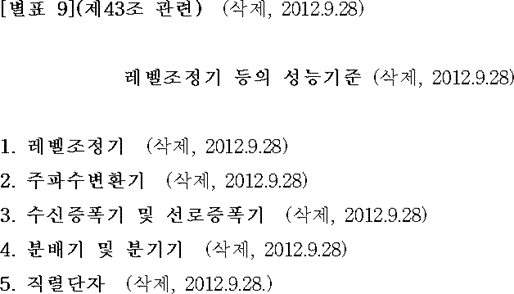 [별표 9](제43조 관련) (삭제, 2012.9.28)
레벨조정기 등의 성능기준 (삭제, 2012.9.28)
1. 레벨조정기 (삭제, 2012.9.28)
2. 주파수변환기 (삭제, 2012.9.28)
3. 수신증폭기 및 선로증폭기 (삭제, 2012.9.28)
4. 분배기 및 분기기 (삭제, 2012.9.28)
5. 직렬단자 (삭제, 2012.9.28.)